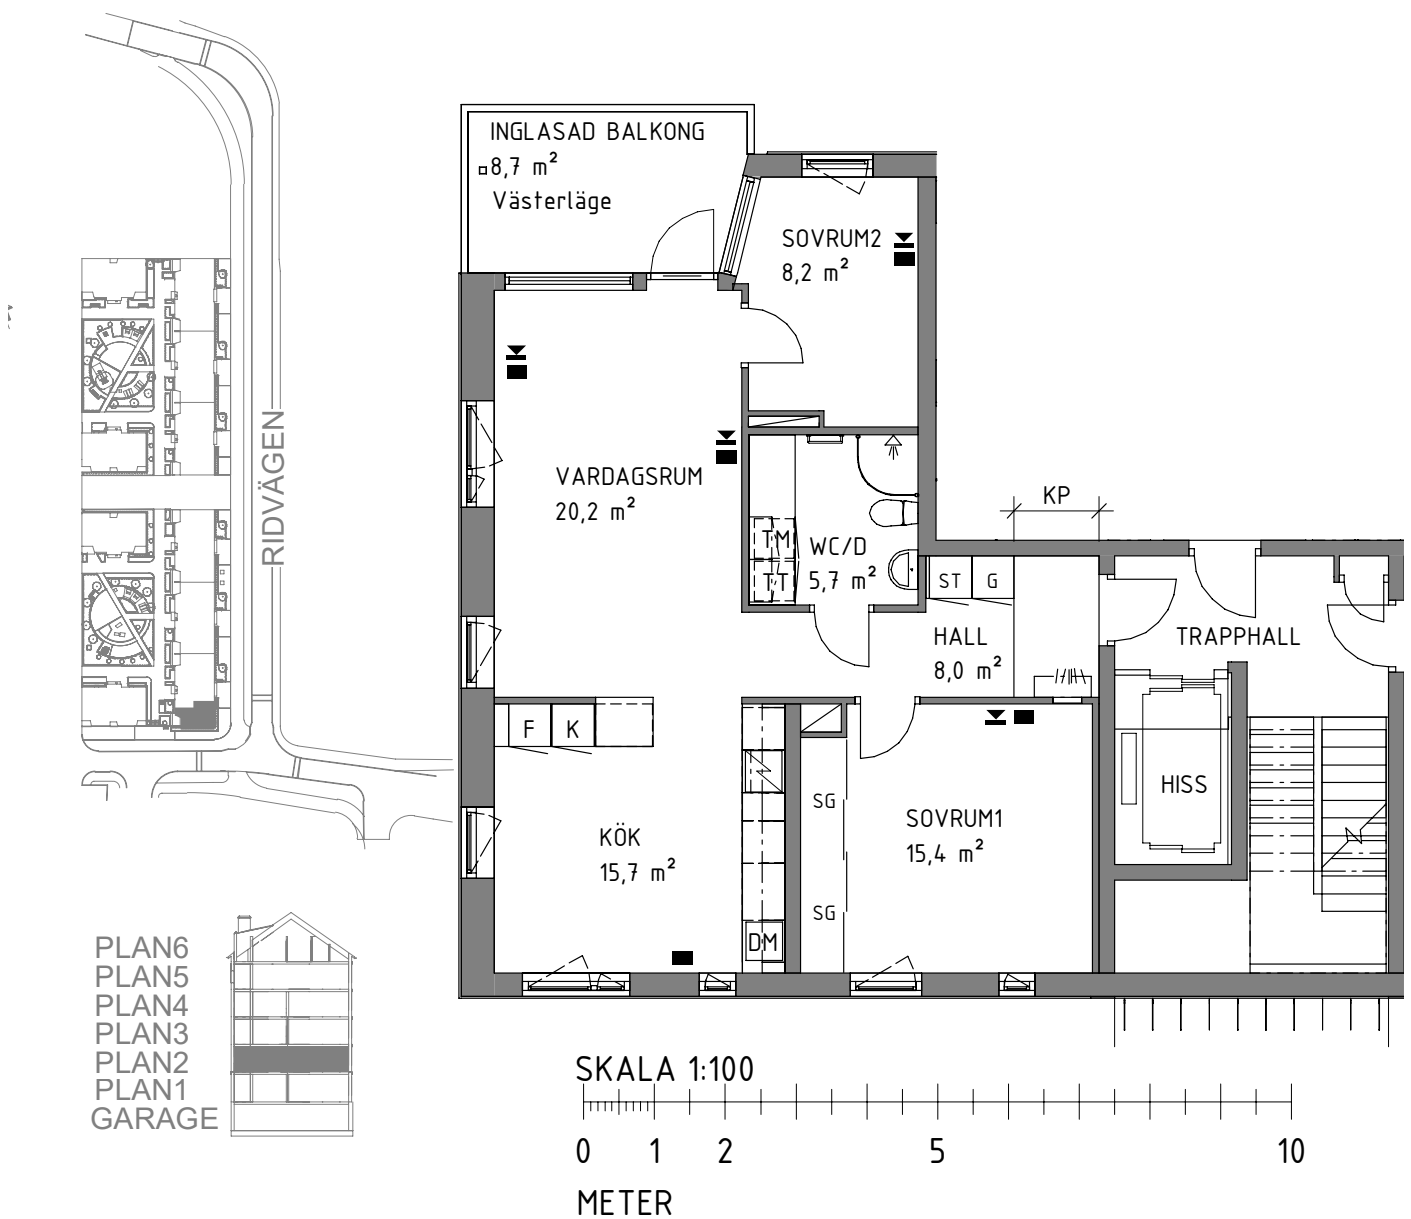 INGLASAD BALKONG
8,7 m²
Västerläge
SOVRUM2
8,2 m²
RIDVÄGEN
VARDAGSRUM
20,2 m²
KP
TM
TT
WC/D
5,7 m²
ST
G
HALL
8,0 m²
TRAPPHALL
F
K
HISS
SG
SOVRUM1
15,4 m²
KÖK
15,7 m²
SG
DM
PLAN6
PLAN5
PLAN4
PLAN3
PLAN2
PLAN1
GARAGE
SKALA 1:100
0 1 2 5 10
METER